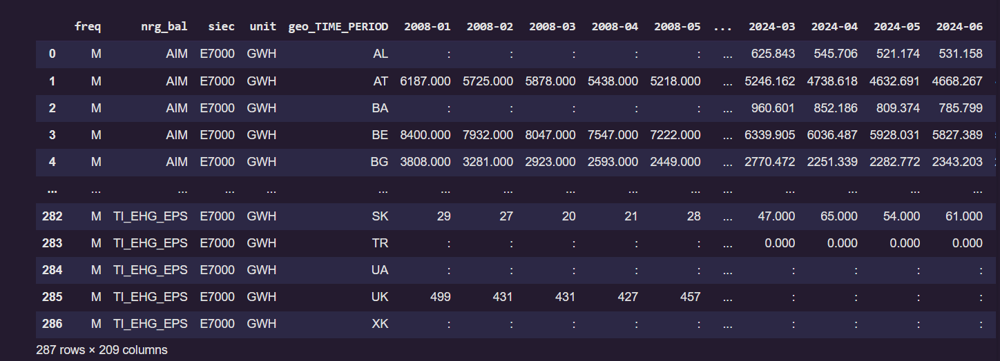 freq nrg_bal siec unit geo_TIME_PERIOD 2008-01 2008-02 2008-03 2008-04 2008-05 ... 2024-03 2024-04 2024-05 2024-06
0 M AIM E7000 GWH AL : : : : : ... 625.843 545.706 521.174 531.158
1 M AIM E7000 GWH AT 6187.000 5725.000 5878.000 5438.000 5218.000 ... 5246.162 4738.618 4632.691 4668.267
2 M AIM E7000 GWH BA : : : : : ... 960.601 852.186 809.374 785.799
3 M AIM E7000 GWH BE 8400.000 7932.000 8047.000 7547.000 7222.000 ... 6339.905 6036.487 5928.031 5827.389
4 M AIM E7000 GWH BG 3808.000 3281.000 2923.000 2593.000 2449.000 ... 2770.472 2251.339 2282.772 2343.203
... ... ... ... ... ... ... ... ... ... ... ... ... ... ... ...
282 M TI_EHG_EPS E7000 GWH SK 29 27 20 21 28 ... 47.000 65.000 54.000 61.000
283 M TI_EHG_EPS E7000 GWH TR : : : : : ... 0.000 0.000 0.000 0.000
284 M TI_EHG_EPS E7000 GWH UA : : : : : ... : : : :
285 M TI_EHG_EPS E7000 GWH UK 499 431 431 427 457 ... : : : :
286 M TI_EHG_EPS E7000 GWH XK : : : : : ... : : : :
287 rows × 209 columns